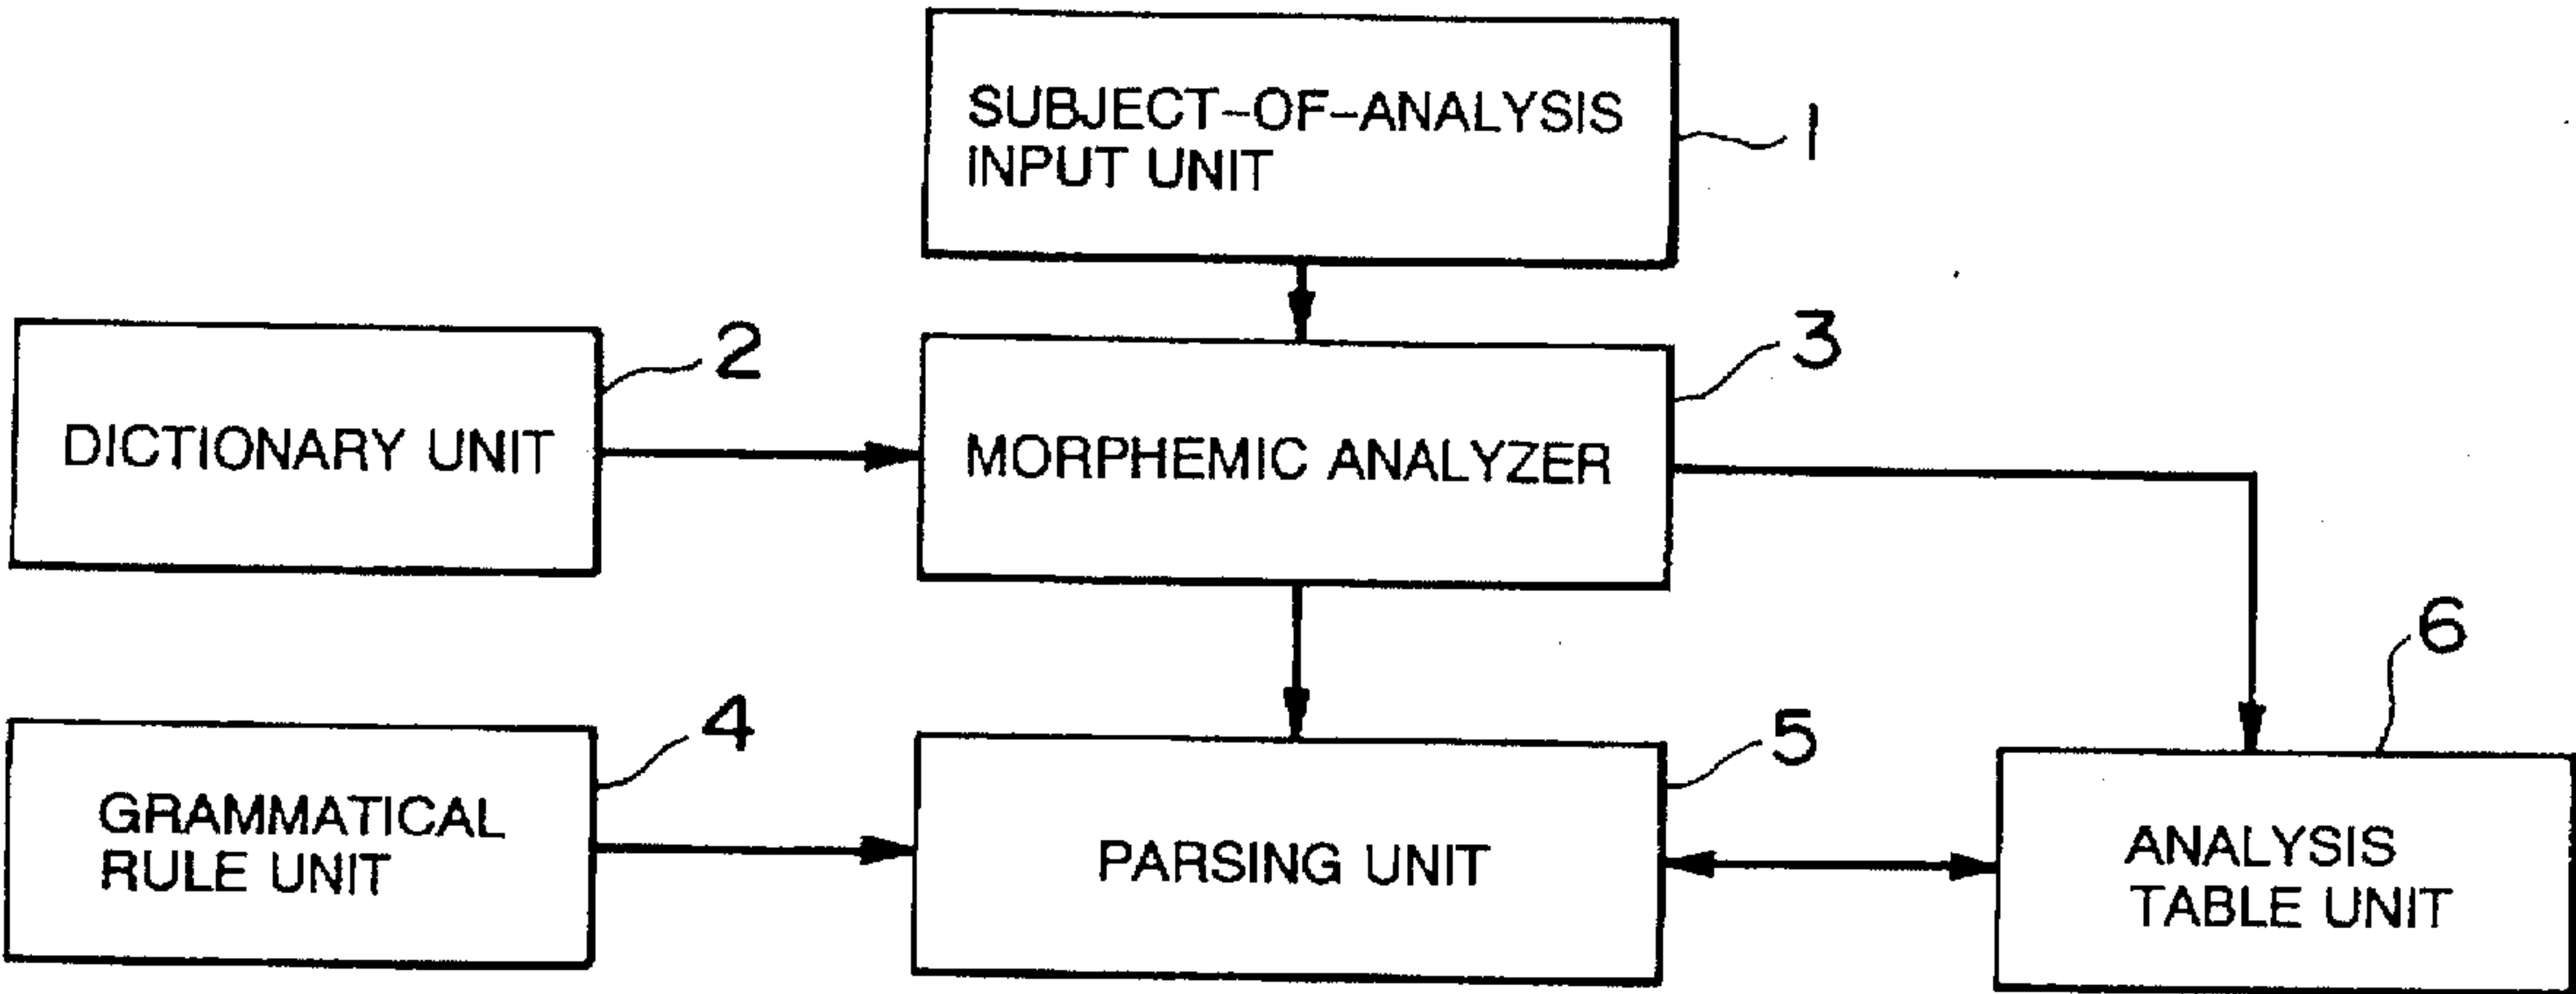 SUBJECT-OF-ANALYSIS
INPUT UNIT
1
DICTIONARY UNIT
2
MORPHEMIC ANALYZER
3
GRAMMATICAL
RULE UNIT
4
PARSING UNIT
5
ANALYSIS
TABLE UNIT
6